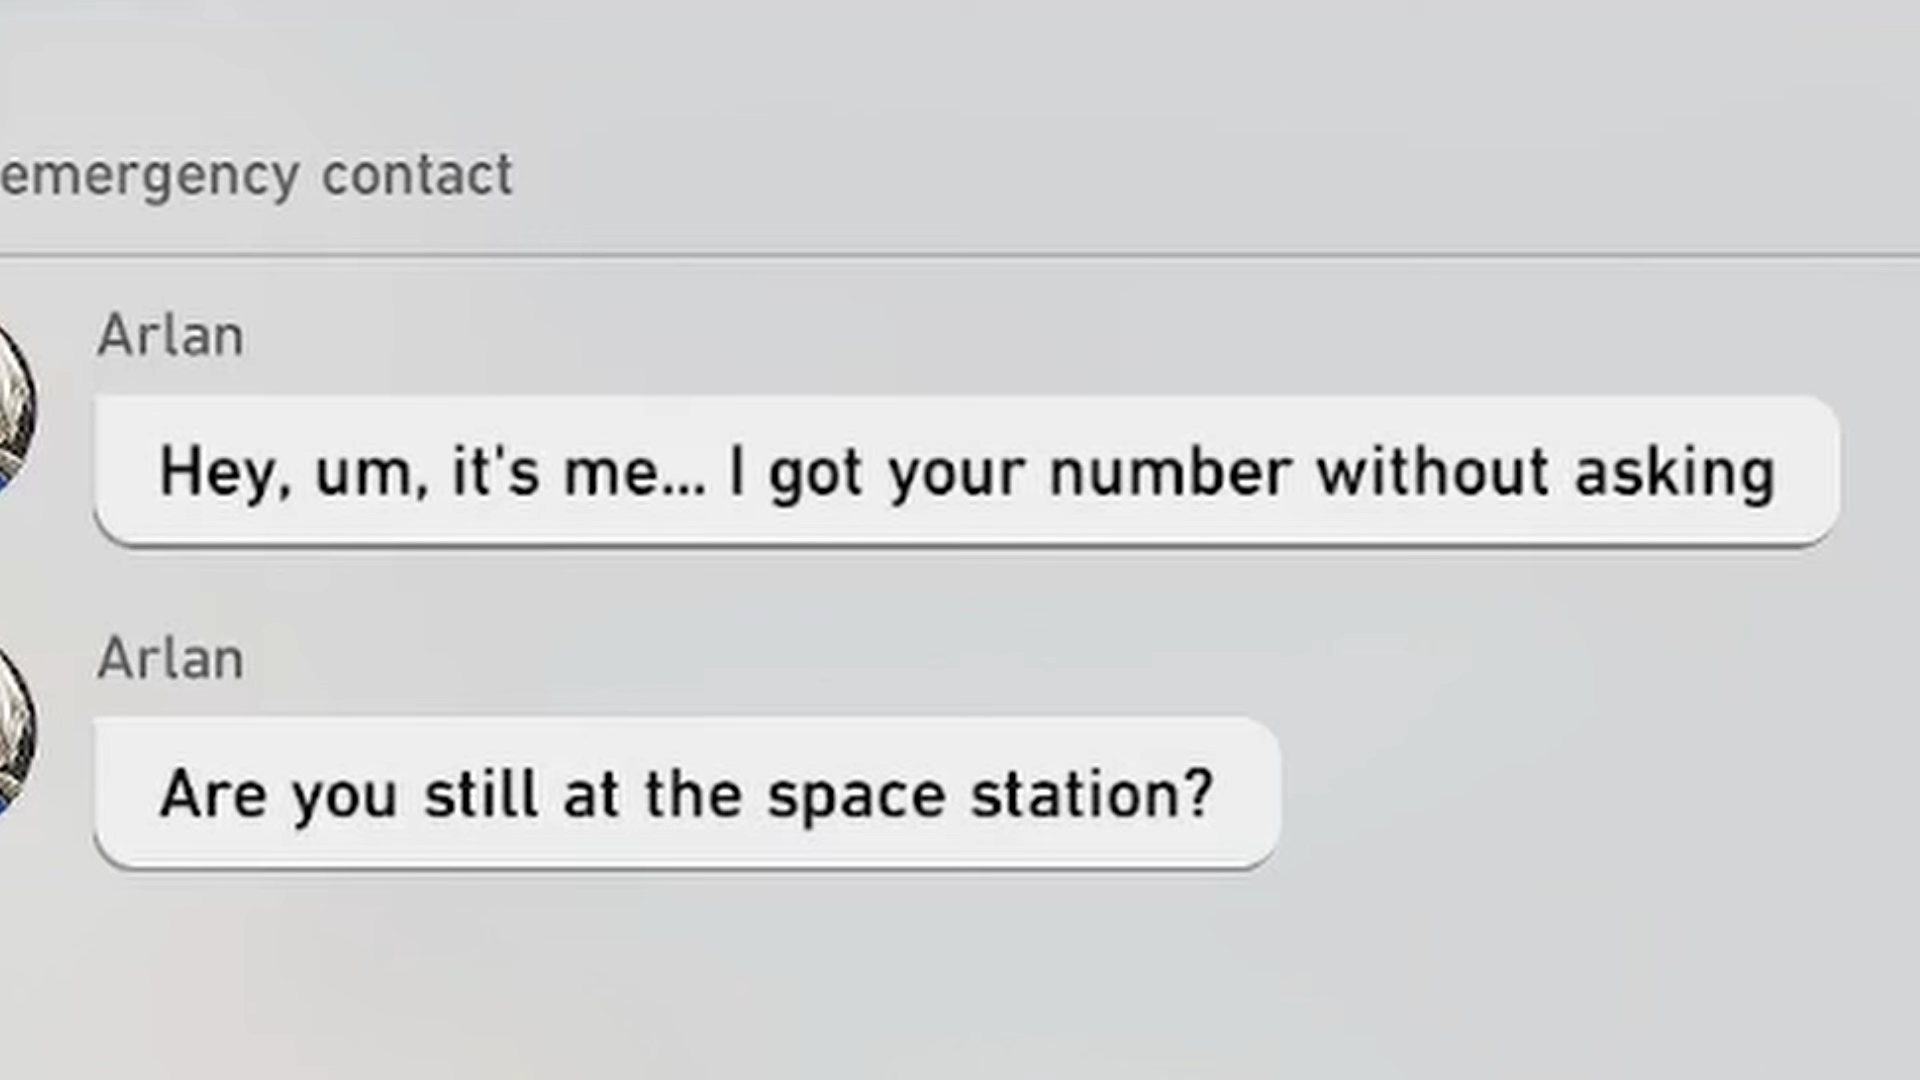 emergency contact
Arlan
Hey, um, it's me... I got your number without asking
Arlan
Are you still at the space station?